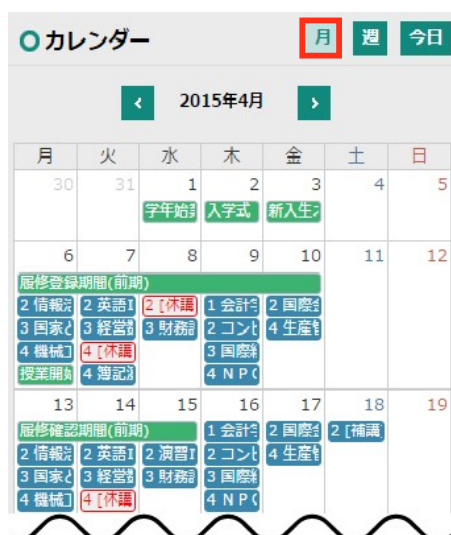 カレンダー 月 週 今日
2015年4月
月 火 水 木 金 土 日
30 31 1 2 3 4 5
学年始 入学式 新入生
6 7 8 9 10 11 12
履修登録期間(前期)
2 情報 2 英語I 2 [休講 1 会計 2 国際
3 国家 3 経営 3 財務 2 コン 4 生産
4 機械 4 [休講 3 国際
授業開始 4 簿記 4 NPO
13 14 15 16 17 18 19
履修確認期間(前期) 1 会計 2 国際 2 [補講]
2 情報 2 英語I 2 演習I 2 コン 4 生産
3 国家 3 経営 3 財務 3 国際
4 機械 4 [休講 4 NPO